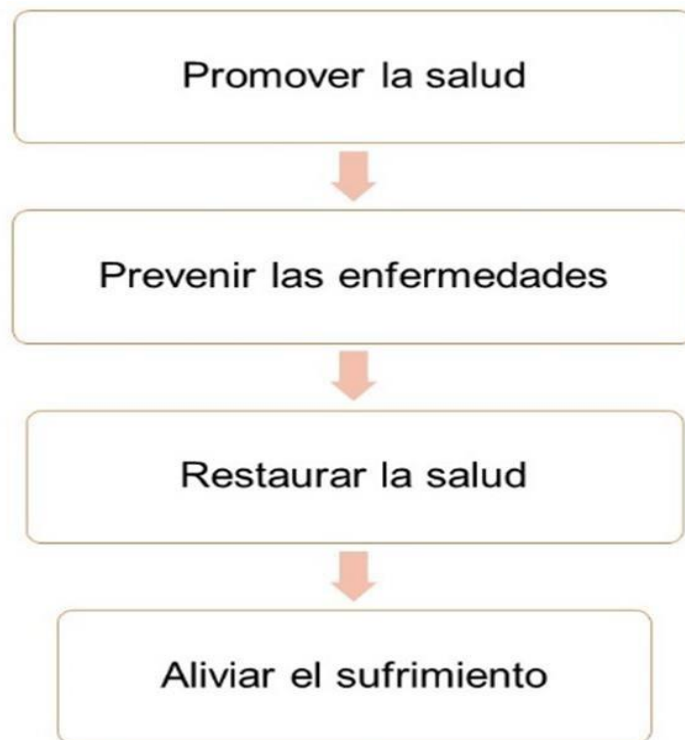 Promover la salud
Prevenir las enfermedades
Restaurar la salud
Aliviar el sufrimiento